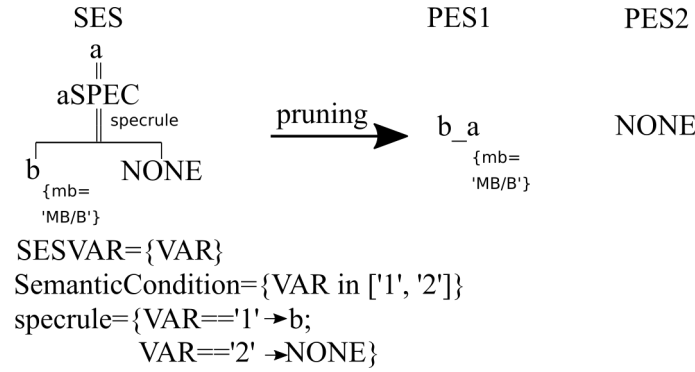 SES
PES1
PES2
a
aSPEC
specrule
pruning
b
NONE
{mb=
'MB/B'}
b_a
{mb=
'MB/B'}
NONE
SESVAR={VAR}
SemanticCondition={VAR in ['1', '2']}
specrule={VAR=='1' →b;
VAR=='2' →NONE}